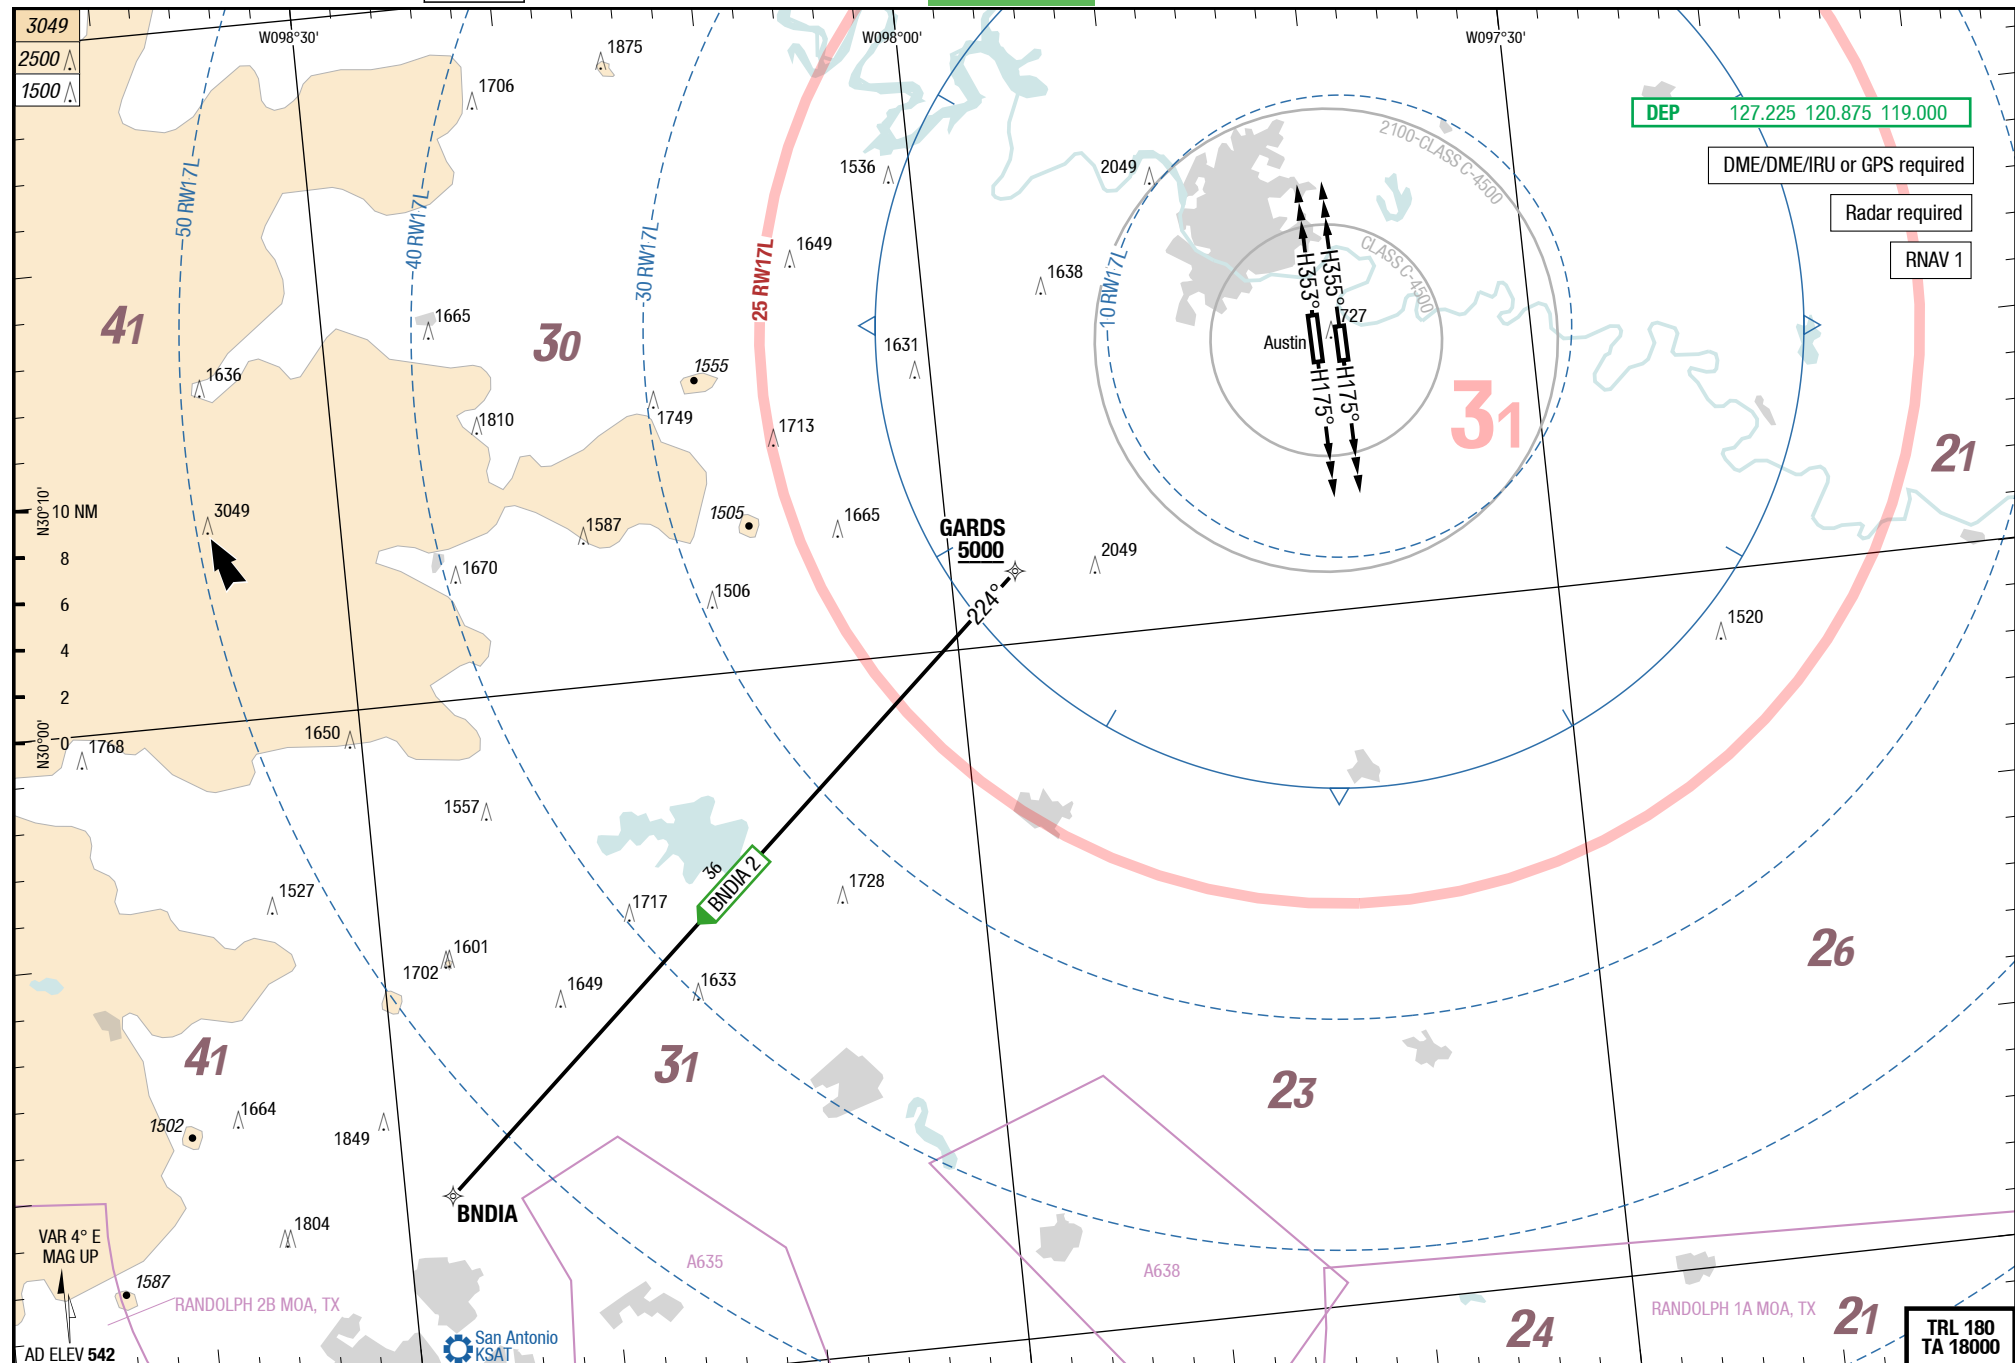 3049
2500
1500
W098°30'
W098°00'
W097°30'
1875
1706
DEP 127.225 120.875 119.000
DME/DME/IRU or GPS required
Radar required
RNAV 1
2100-CLASS C-4500
CLASS C-4500
1536
2049
50 RW17L
40 RW17L
30 RW17L
25 RW17L
10 RW17L
1649
1638
H353°
H355°
727
41
30
1665
1631
Austin
1636
1555
H175°
H175°
31
1810
1749
1713
21
N30°10'
10 NM
3049
1587
1505
1665
GARDS
5000
2049
8
1670
6
1506
224°
1520
4
2
N30°00'
0
1768
1650
1557
36
BNDIA 2
1527
1717
1728
1601
1702
26
1649
1633
41
31
23
1502
1664
1849
BNDIA
VAR 4° E
MAG UP
1804
A635
A638
1587
RANDOLPH 2B MOA, TX
RANDOLPH 1A MOA, TX
24
21
San Antonio
KSAT
AD ELEV 542
TRL 180
TA 18000